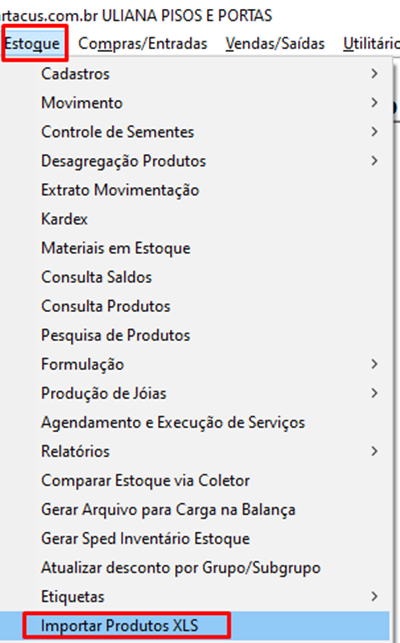 rtacus.com.br ULIANA PISOS E PORTAS
Estoque Compras/Entradas Vendas/Saídas Utilitário
Cadastros
Movimento
Controle de Sementes
Desagregação Produtos
Extrato Movimentação
Kardex
Materiais em Estoque
Consulta Saldos
Consulta Produtos
Pesquisa de Produtos
Formulação
Produção de Jóias
Agendamento e Execução de Serviços
Relatórios
Comparar Estoque via Coletor
Gerar Arquivo para Carga na Balança
Gerar Sped Inventário Estoque
Atualizar desconto por Grupo/Subgrupo
Etiquetas
Importar Produtos XLS